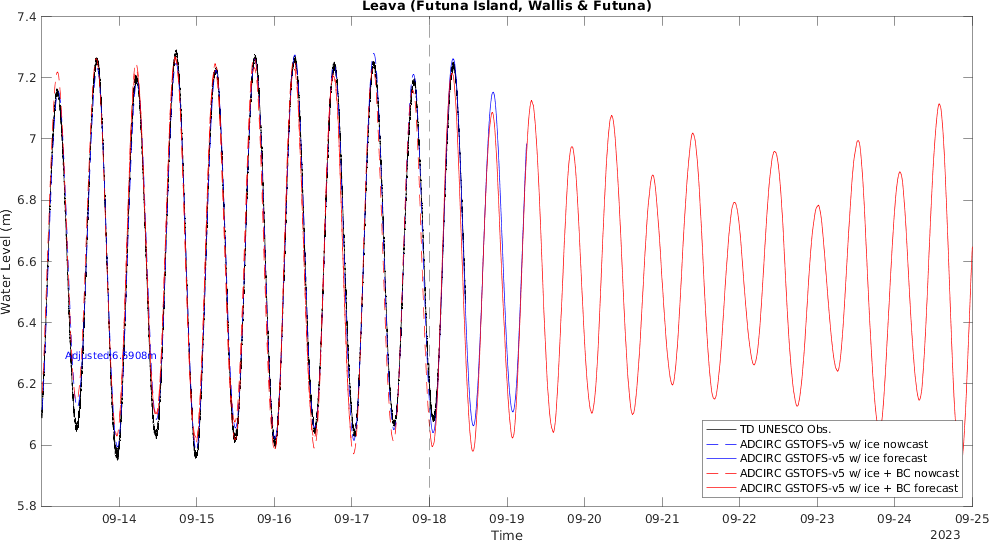 Leava (Futuna Island, Wallis & Futuna)
7.4
7.2
7
6.8
6.6
6.4
6.2
6
5.8
Water Level (m)
Adjusted 6.5908m
TD UNESCO Obs.
ADCIRC GSTOFS-v5 w/ ice nowcast
ADCIRC GSTOFS-v5 w/ ice forecast
ADCIRC GSTOFS-v5 w/ ice + BC nowcast
ADCIRC GSTOFS-v5 w/ ice + BC forecast
09-14 09-15 09-16 09-17 09-18 09-19 09-20 09-21 09-22 09-23 09-24 09-25
Time
2023